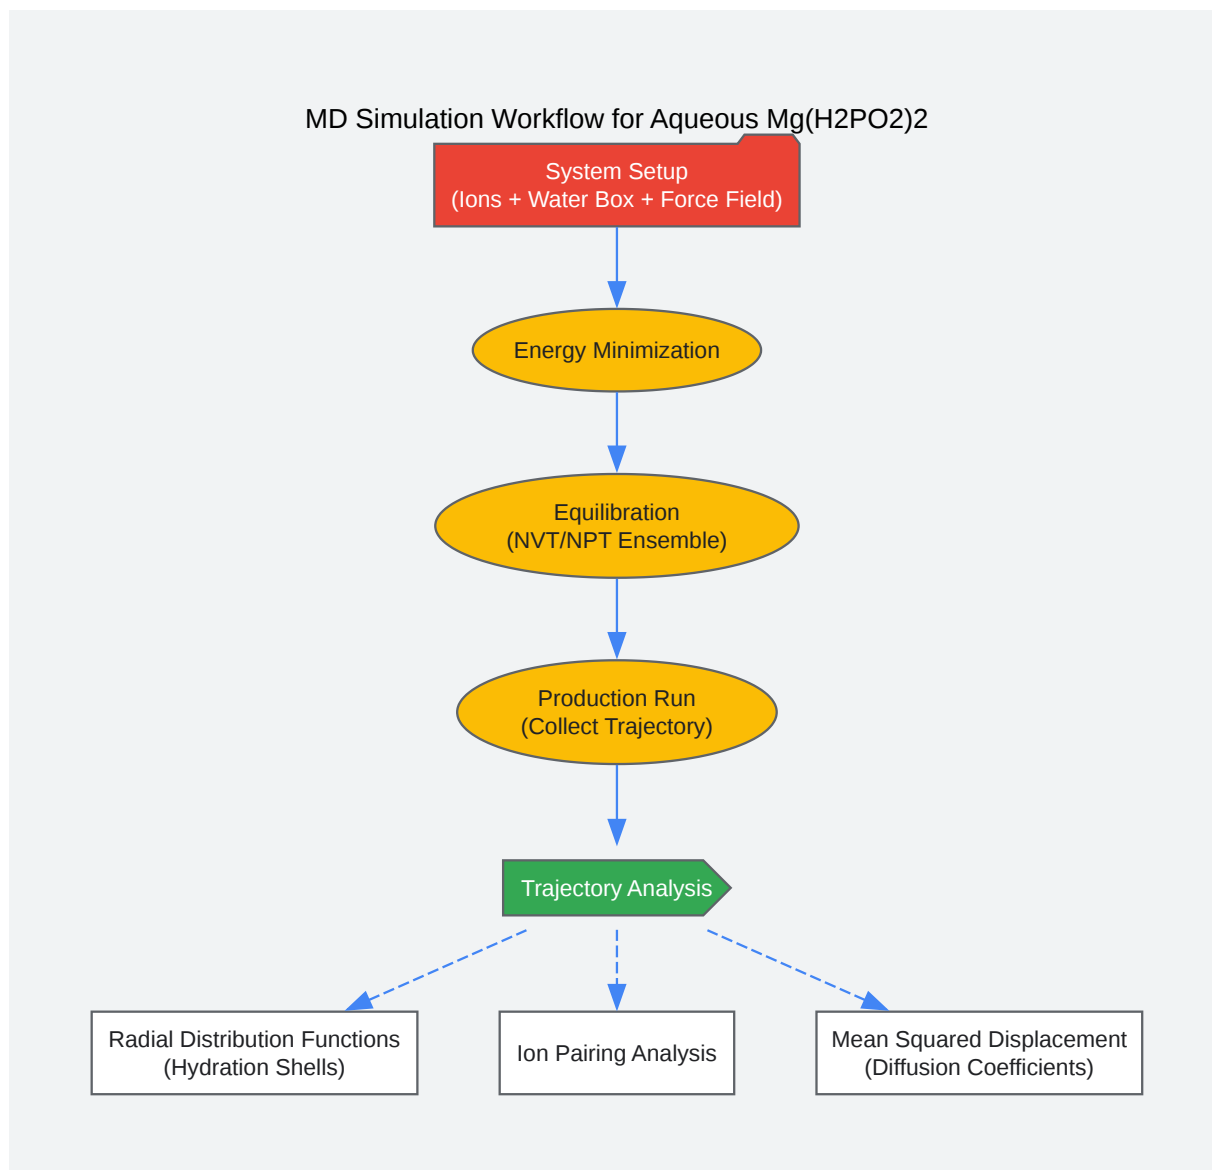 MD Simulation Workflow for Aqueous Mg(H2PO2)2
System Setup
(Ions + Water Box + Force Field)
Energy Minimization
Equilibration
(NVT/NPT Ensemble)
Production Run
(Collect Trajectory)
Trajectory Analysis
Radial Distribution Functions
(Hydration Shells)
Ion Pairing Analysis
Mean Squared Displacement
(Diffusion Coefficients)